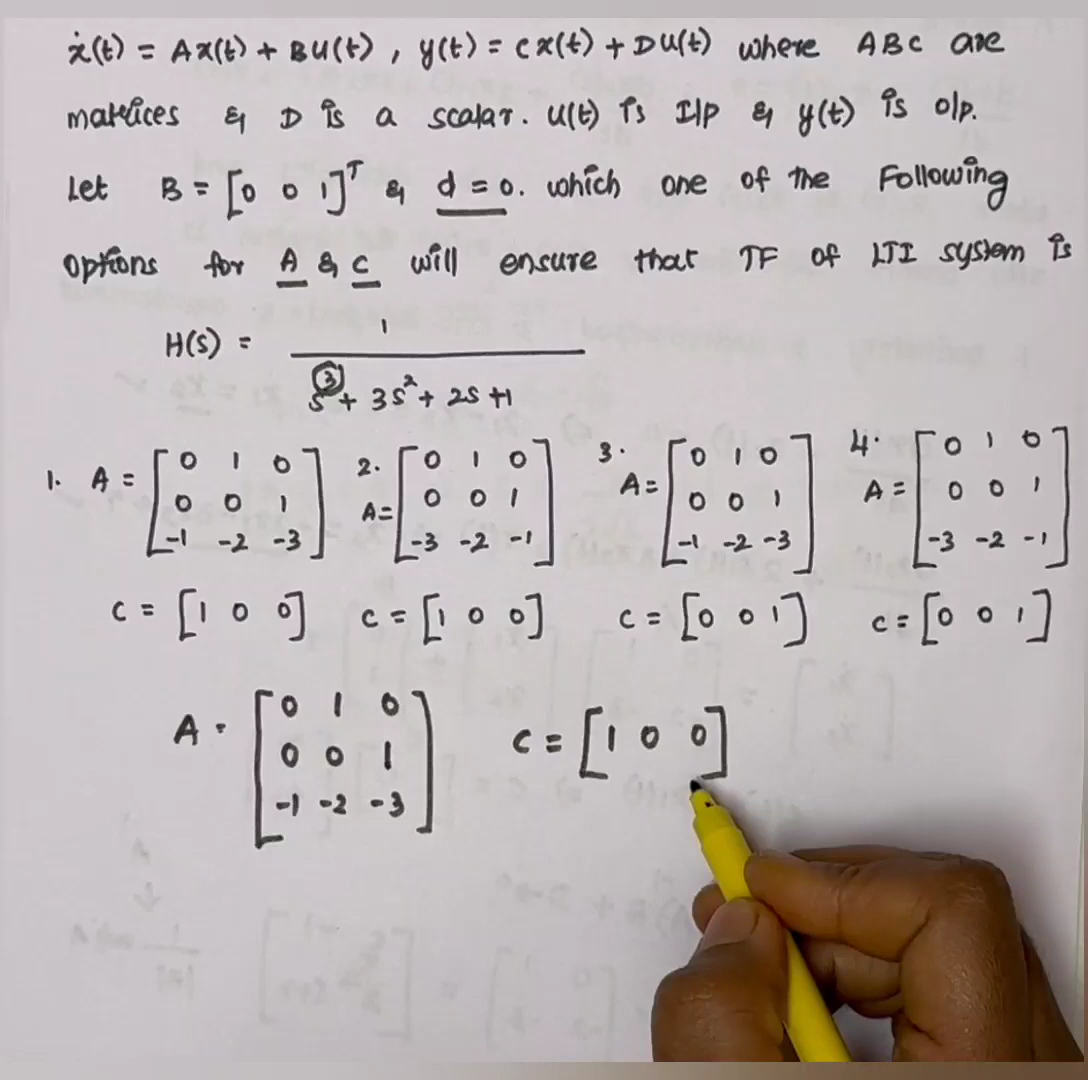 ẋ(t) = Ax(t) + Bu(t) , y(t) = Cx(t) + Du(t) where ABC are
matrices & D is a scalar. u(t) is I/p & y(t) is o/p.
Let B = [0 0 1]ᵀ & d = 0. which one of the Following
options for A & C will ensure that TF of LTI system is
H(s) = 1 / s³ + 3s² + 2s + 1
1. A = [0 1 0 2. A = [0 1 0 3. A = [0 1 0 4. A = [0 1 0
0 0 1 0 0 1 0 0 1 0 0 1
-1 -2 -3] -3 -2 -1] -1 -2 -3] -3 -2 -1]
C = [1 0 0] C = [1 0 0] C = [0 0 1] C = [0 0 1]
A = [0 1 0
0 0 1 C = [1 0 0]
-1 -2 -3]